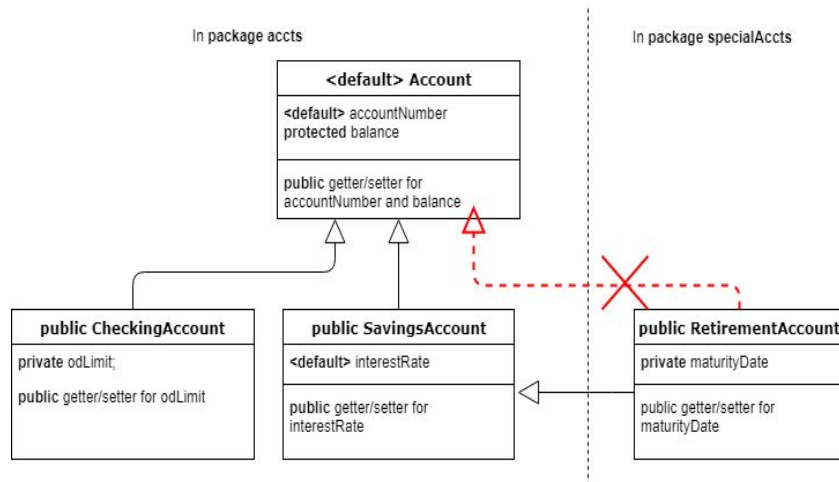 In package accts
In package specialAccts
<default> Account
<default> accountNumber
protected balance
public getter/setter for
accountNumber and balance
public CheckingAccount
private odLimit;
public getter/setter for odLimit
public SavingsAccount
<default> interestRate
public getter/setter for
interestRate
public RetirementAccount
private maturityDate
public getter/setter for
maturityDate